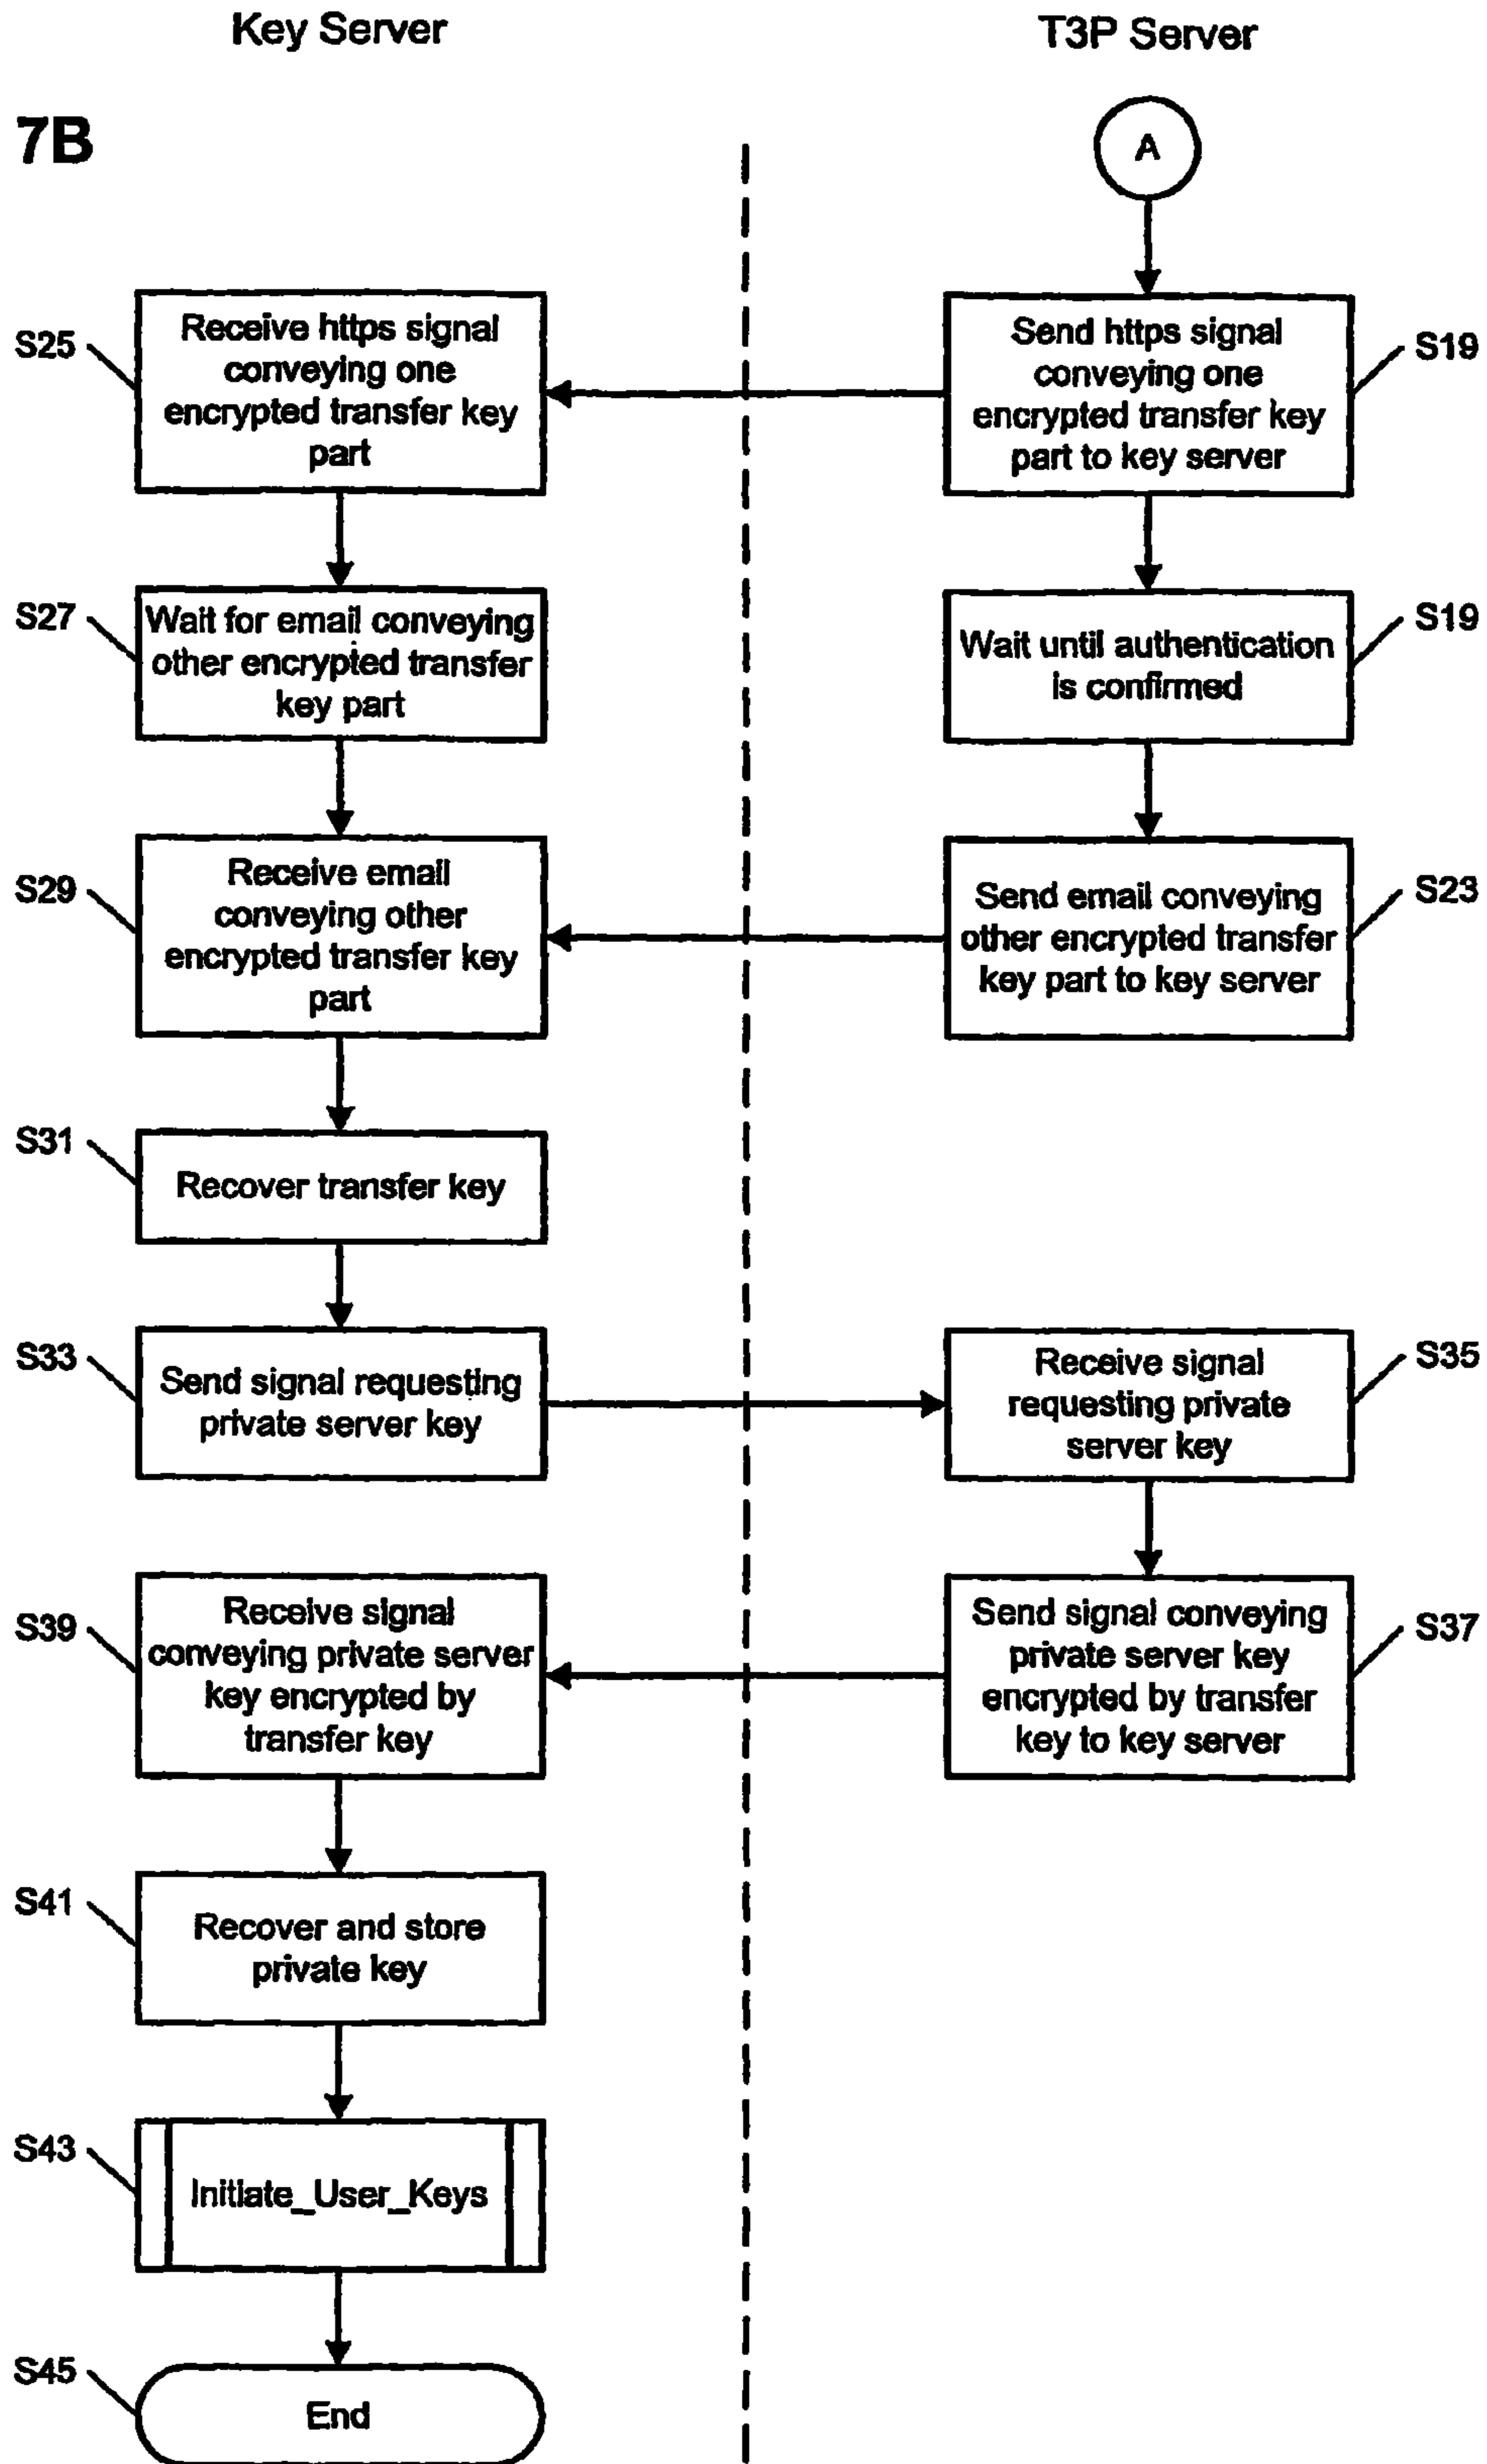 Key Server
T3P Server
7B
A
S25
Receive https signal
conveying one
encrypted transfer key
part
Send https signal
conveying one
encrypted transfer key
part to key server
S19
S27
Wait for email conveying
other encrypted transfer
key part
Wait until authentication
is confirmed
S19
S29
Receive email
conveying other
encrypted transfer key
part
Send email conveying
other encrypted transfer
key part to key server
S23
S31
Recover transfer key
S33
Send signal requesting
private server key
Receive signal
requesting private
server key
S35
S39
Receive signal
conveying private server
key encrypted by
transfer key
Send signal conveying
private server key
encrypted by transfer
key to key server
S37
S41
Recover and store
private key
S43
Initiate_User_Keys
S45
End